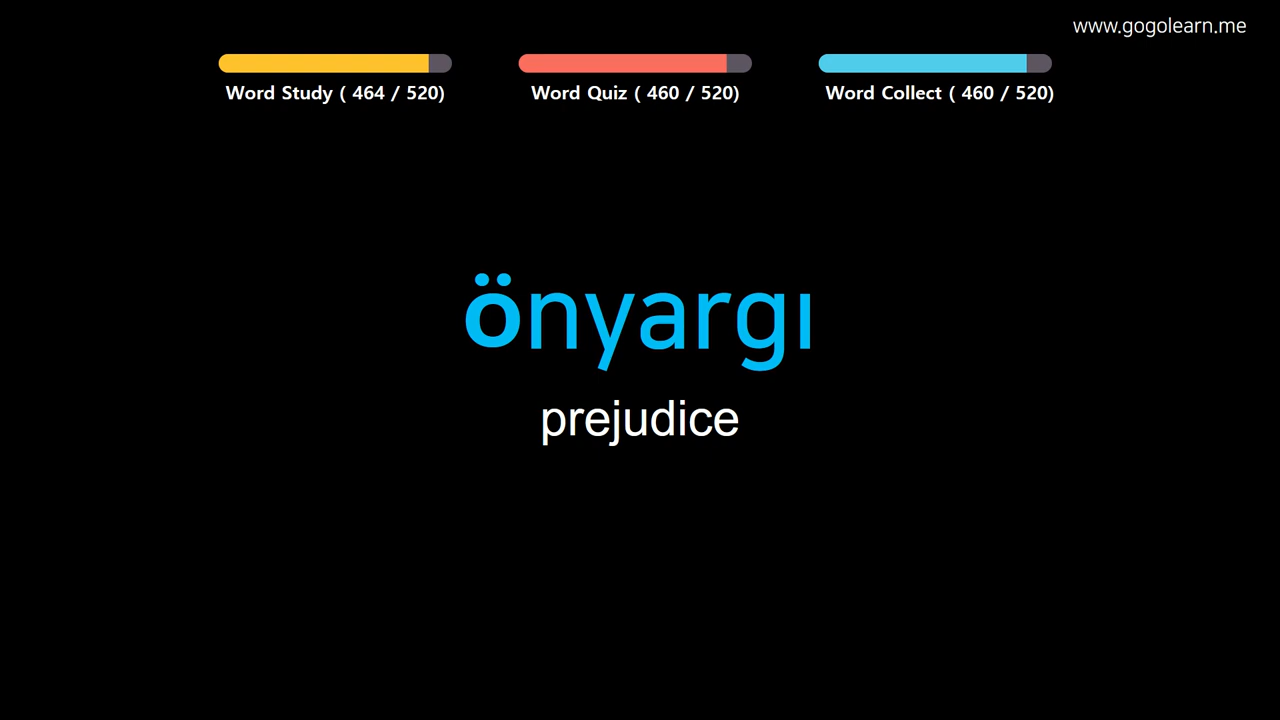 www.gogolearn.me
Word Study ( 464 / 520)
Word Quiz ( 460 / 520)
Word Collect ( 460 / 520)
önyargı
prejudice